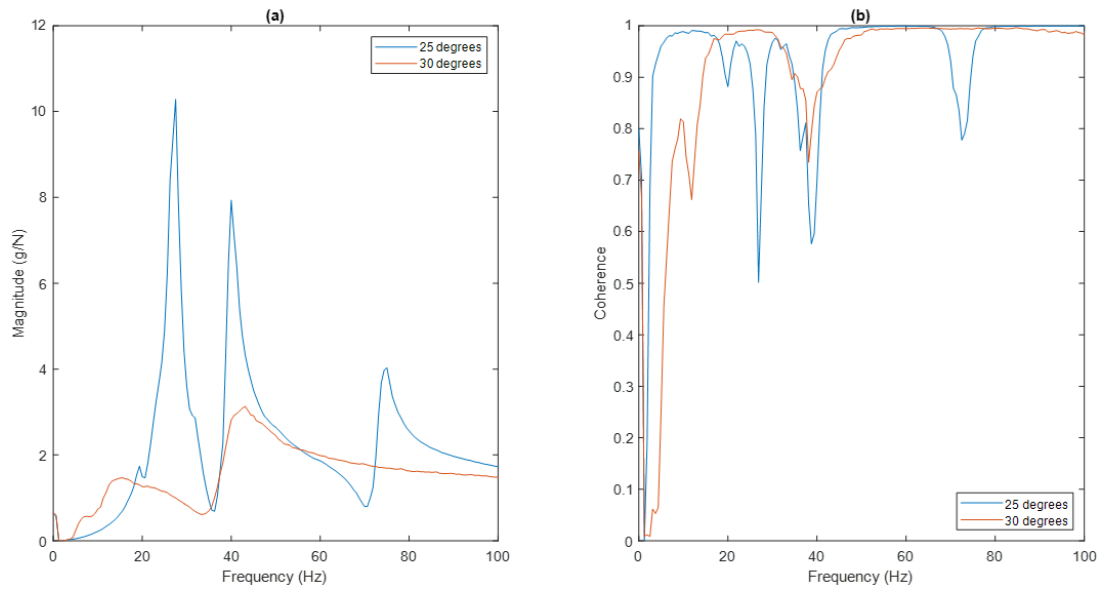 (a)
12
10
8
6
4
2
0
Magnitude (g/N)
0 20 40 60 80 100
Frequency (Hz)
25 degrees
30 degrees
(b)
1
0.9
0.8
0.7
0.6
0.5
0.4
0.3
0.2
0.1
0
Coherence
0 20 40 60 80 100
Frequency (Hz)
25 degrees
30 degrees